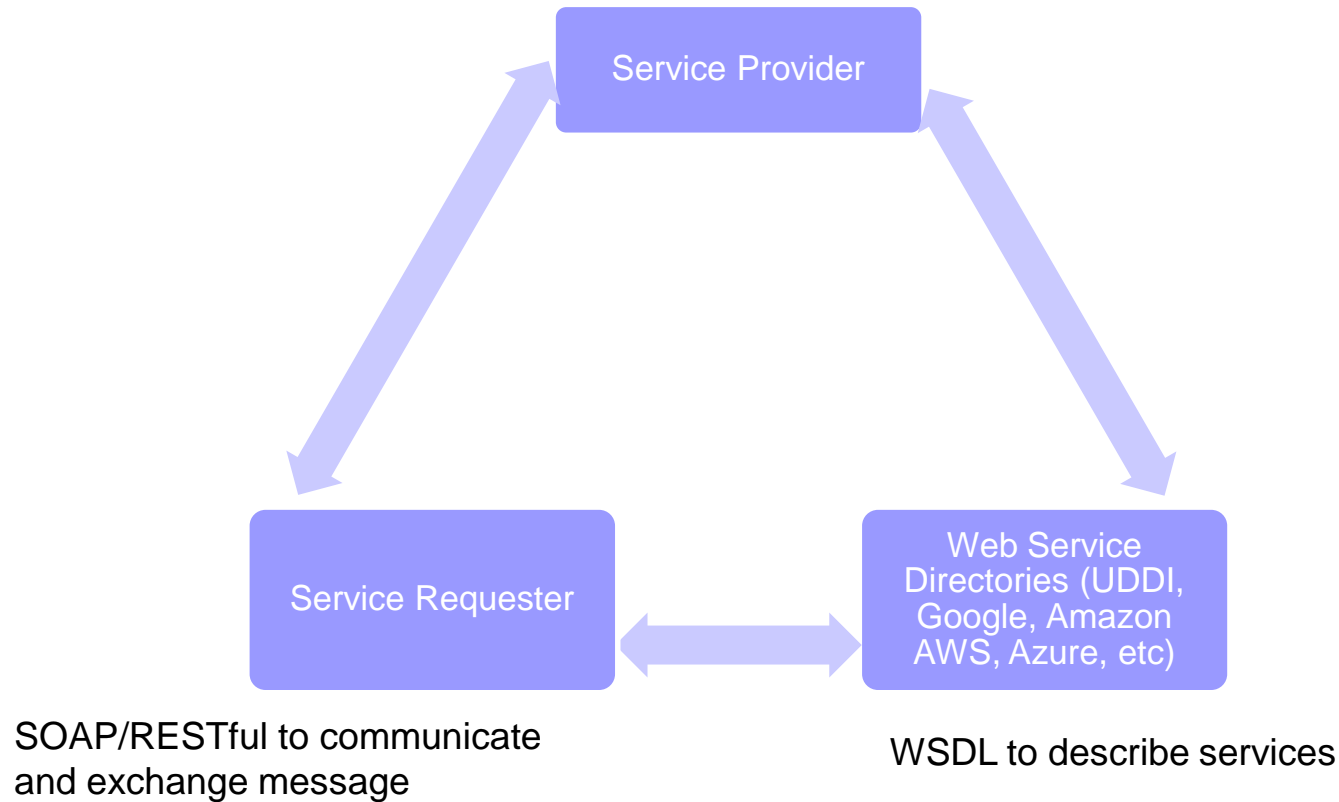 Service Provider
Service Requester
Web Service
Directories (UDDI,
Google, Amazon
AWS, Azure, etc)
SOAP/RESTful to communicate
and exchange message
WSDL to describe services